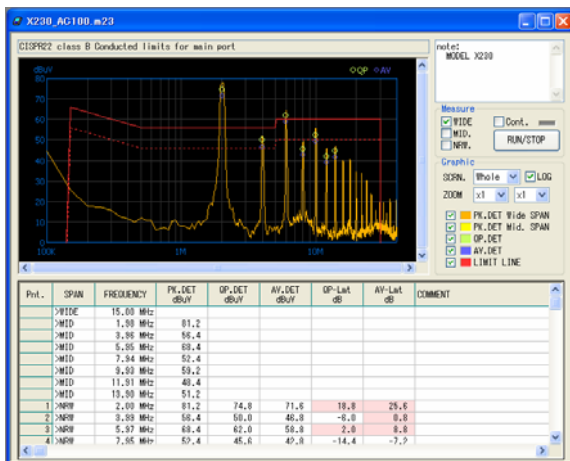 X230_AC100.m23
CISPR22 class B Conducted limits for main port
note:
MODEL X230
dBuV
QP AV
80
70
60
50
40
30
20
10
0
100K 1M 10M
Measure
WIDE Cont.
MID.
NRW.
RUN/STOP
Graphic
SCRN. Whole LOG
ZOOM x1 x1
PK.DET Wide SPAN
PK.DET Mid. SPAN
QP.DET
AV.DET
LIMIT LINE
Pnt. SPAN FREQUENCY PK.DET dBuV QP.DET dBuV AV.DET dBuV QP-Lmt dB AV-Lmt dB COMMENT
>WIDE 15.00 MHz
>MID 1.98 MHz 81.2
>MID 3.96 MHz 56.4
>MID 5.95 MHz 68.4
>MID 7.94 MHz 52.4
>MID 9.93 MHz 59.2
>MID 11.91 MHz 48.4
>MID 13.90 MHz 51.2
1 >NRW 2.00 MHz 81.2 74.8 71.6 18.8 25.6
2 >NRW 3.99 MHz 56.4 50.0 46.8 -6.0 0.8
3 >NRW 5.97 MHz 68.4 62.0 58.8 2.0 8.8
4 >NRW 7.95 MHz 52.4 45.6 42.8 -14.4 -7.2